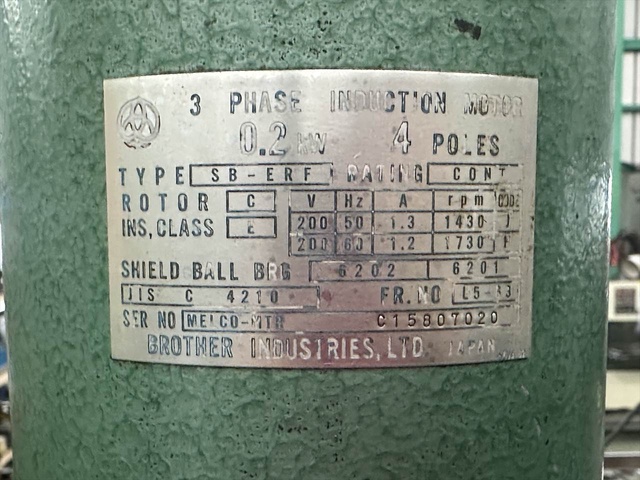 3 PHASE INDUCTION MOTOR
0.2 KW 4 POLES
TYPE SB-ERF RATING CONT
ROTOR C V Hz A rpm CODE
INS, CLASS E 200 50 1.3 1430 J
200 60 1.2 1730 F
SHIELD BALL BRG 6202 6201
JIS C 4210 FR. NO
SER NO MELCO-MTR C15807020
BROTHER INDUSTRIES, LTD. JAPAN